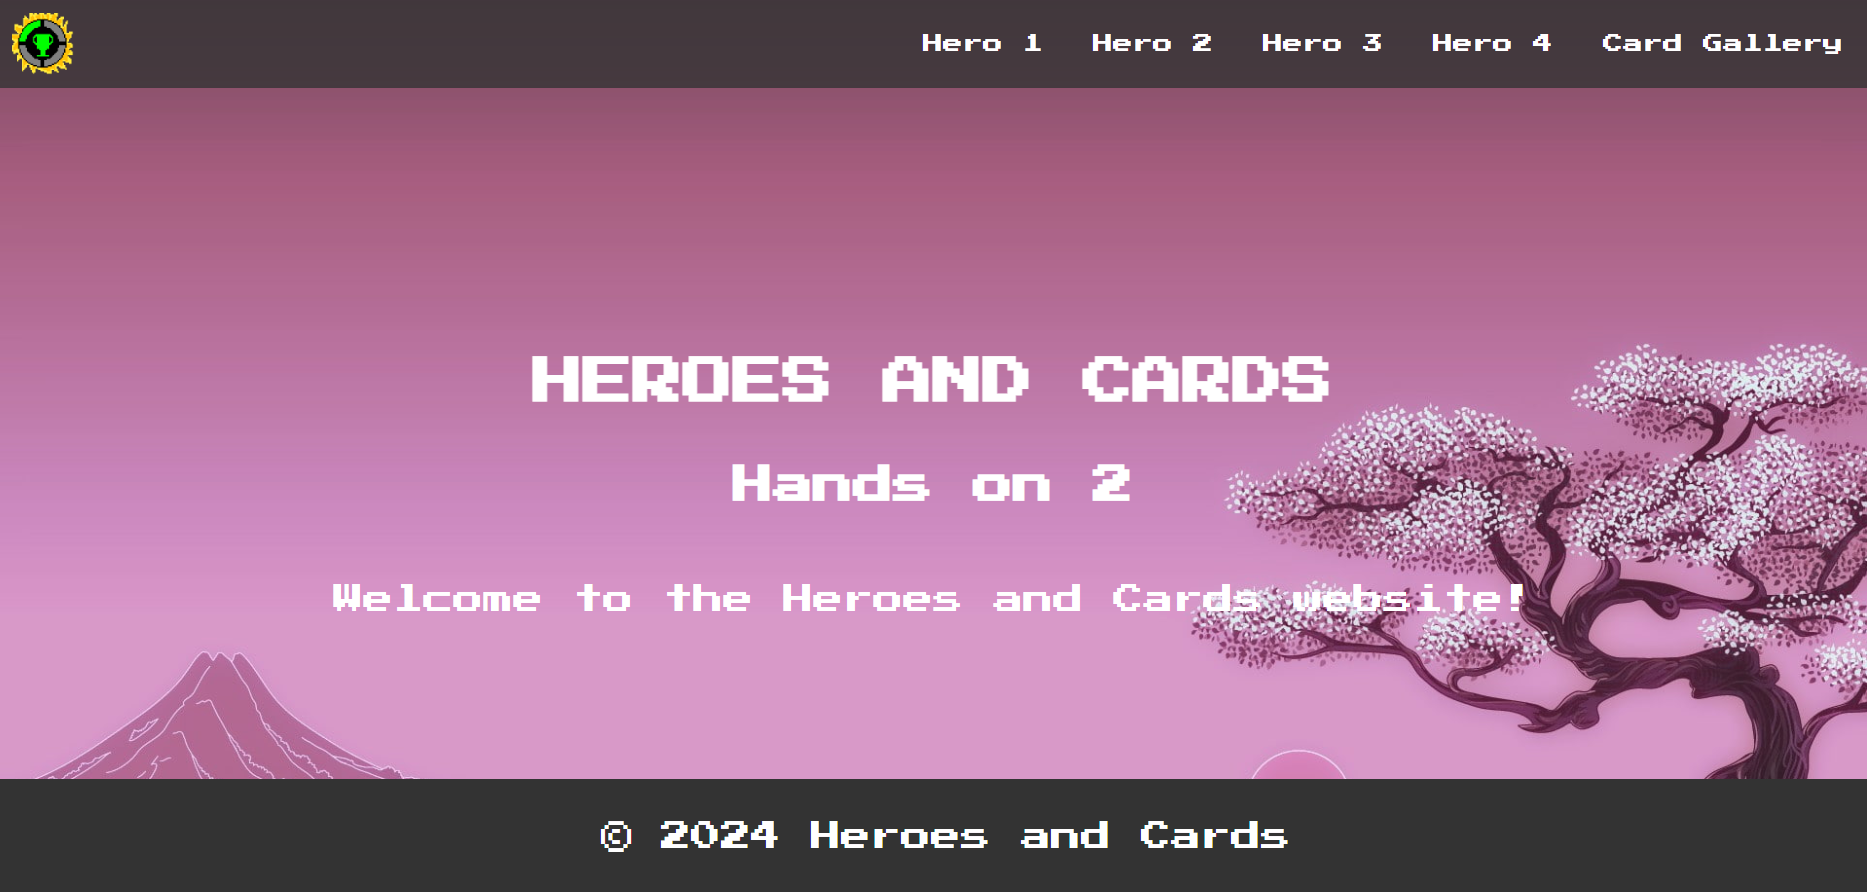 Hero 1 Hero 2 Hero 3 Hero 4 Card Gallery
HEROES AND CARDS
Hands on 2
Welcome to the Heroes and Cards website!
© 2024 Heroes and Cards